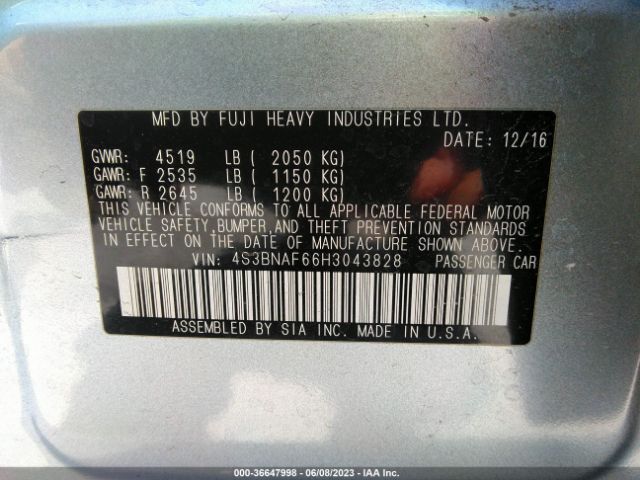 MFD BY FUJI HEAVY INDUSTRIES LTD.
DATE: 12/16
GVWR: 4519 LB ( 2050 KG)
GAWR: F 2535 LB ( 1150 KG)
GAWR: R 2645 LB ( 1200 KG)
THIS VEHICLE CONFORMS TO ALL APPLICABLE FEDERAL MOTOR
VEHICLE SAFETY, BUMPER, AND THEFT PREVENTION STANDARDS
IN EFFECT ON THE DATE OF MANUFACTURE SHOWN ABOVE.
VIN: 4S3BNAF66H3043828 PASSENGER CAR
ASSEMBLED BY SIA INC. MADE IN U.S.A.
000-36647998 - 06/08/2023 - IAA Inc.